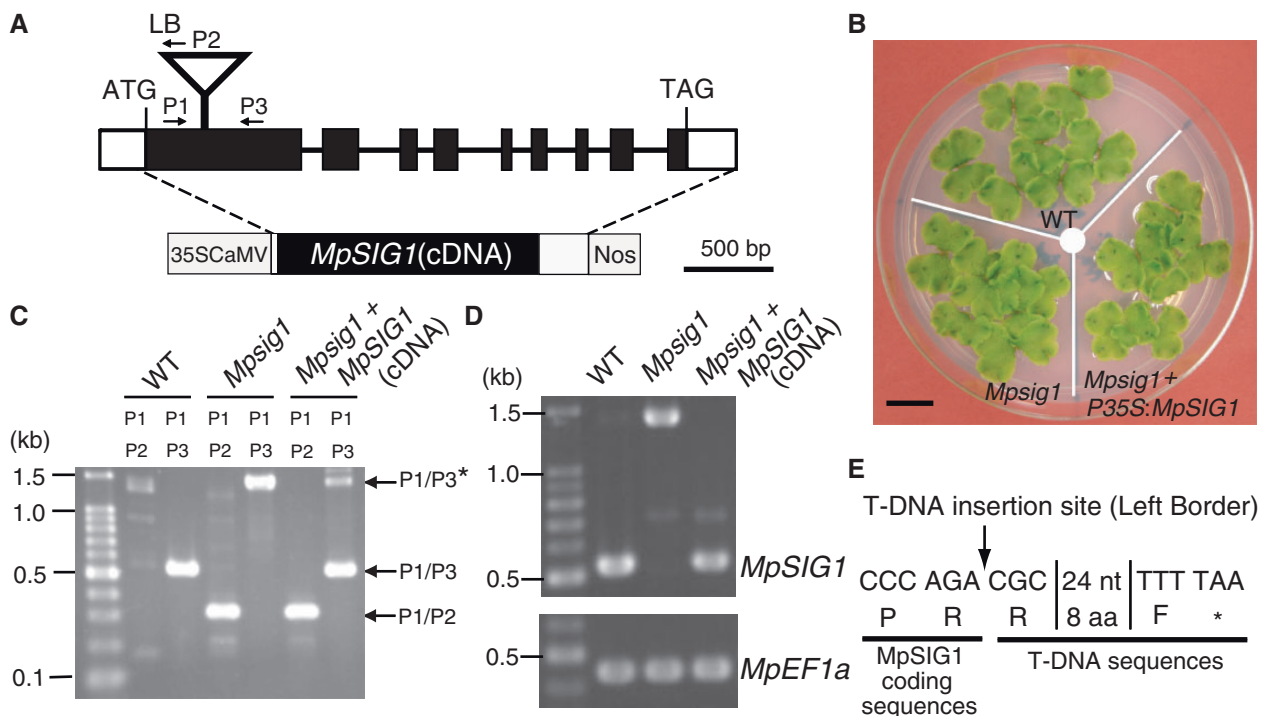 A
LB
P2
ATG
P1
P3
TAG
35SCaMV
MpSIG1(cDNA)
Nos
500 bp
B
WT
Mpsig1
Mpsig1+
P35S:MpSIG1
C
WT
Mpsig1
Mpsig1 +
MpSIG1
(cDNA)
P1 P1 P1 P1 P1 P1
(kb)
P2 P3 P2 P3 P2 P3
1.5
P1/P3*
1.0
0.5
P1/P3
P1/P2
0.1
D
WT
Mpsig1
Mpsig1 +
MpSIG1
(cDNA)
(kb)
1.5
1.0
0.5
MpSIG1
0.5
MpEF1a
E
T-DNA insertion site (Left Border)
CCC AGA CGC 24 nt TTT TAA
P R R 8 aa F *
MpSIG1
coding
sequences
T-DNA sequences